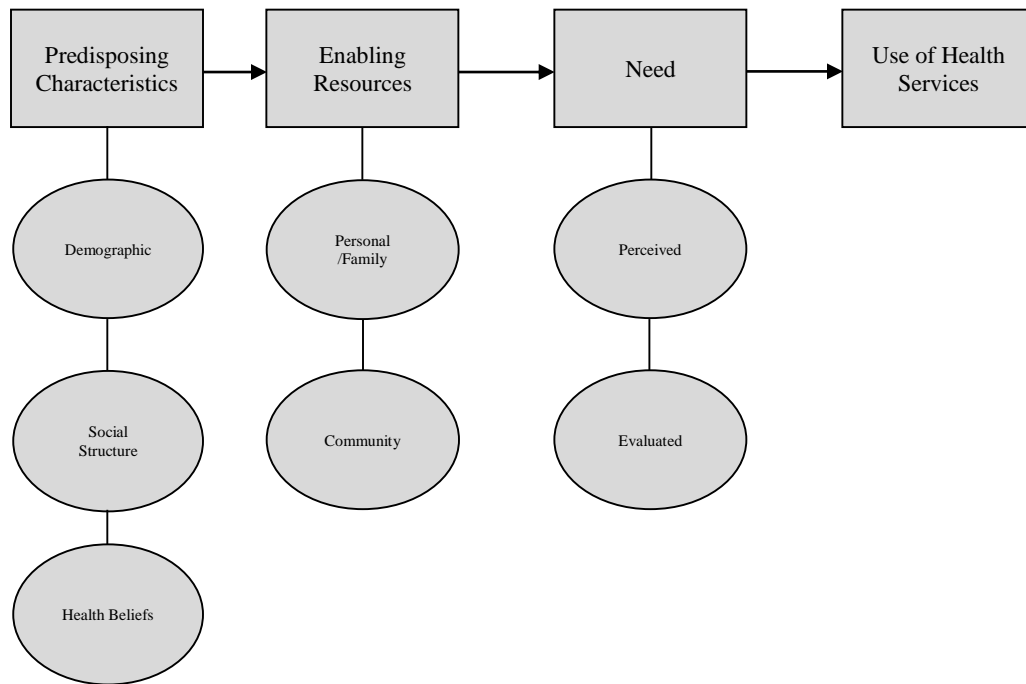 Predisposing
Characteristics
Enabling
Resources
Need
Use of Health
Services
Demographic
Personal
/Family
Perceived
Social
Structure
Community
Evaluated
Health Beliefs